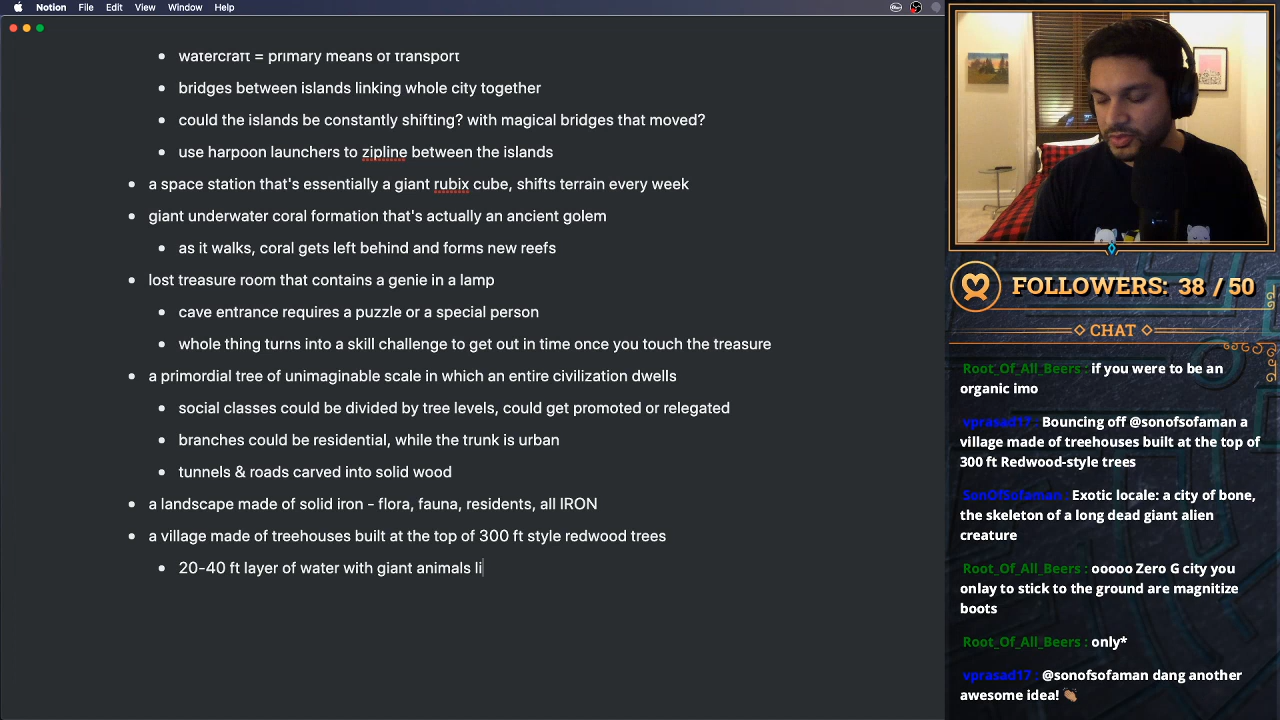 Notion File Edit View Window Help
watercraft = primary means of transport
bridges between islands linking whole city together
could the islands be constantly shifting? with magical bridges that moved?
use harpoon launchers to zipline between the islands
a space station that's essentially a giant rubix cube, shifts terrain every week
giant underwater coral formation that's actually an ancient golem
as it walks, coral gets left behind and forms new reefs
lost treasure room that contains a genie in a lamp
cave entrance requires a puzzle or a special person
whole thing turns into a skill challenge to get out in time once you touch the treasure
a primordial tree of unimaginable scale in which an entire civilization dwells
social classes could be divided by tree levels, could get promoted or relegated
branches could be residential, while the trunk is urban
tunnels & roads carved into solid wood
a landscape made of solid iron - flora, fauna, residents, all IRON
a village made of treehouses built at the top of 300 ft style redwood trees
20-40 ft layer of water with giant animals li
FOLLOWERS: 38 / 50
CHAT
Root_Of_All_Beers : if you were to be an
organic imo
vprasad17 : Bouncing off @sonofsofaman a
village made of treehouses built at the top of
300 ft Redwood-style trees
SonOfSofaman : Exotic locale: a city of bone,
the skeleton of a long dead giant alien
creature
Root_Of_All_Beers : ooooo Zero G city you
onlay to stick to the ground are magnitize
boots
Root_Of_All_Beers : only*
vprasad17 : @sonofsofaman dang another
awesome idea! 👏🏽